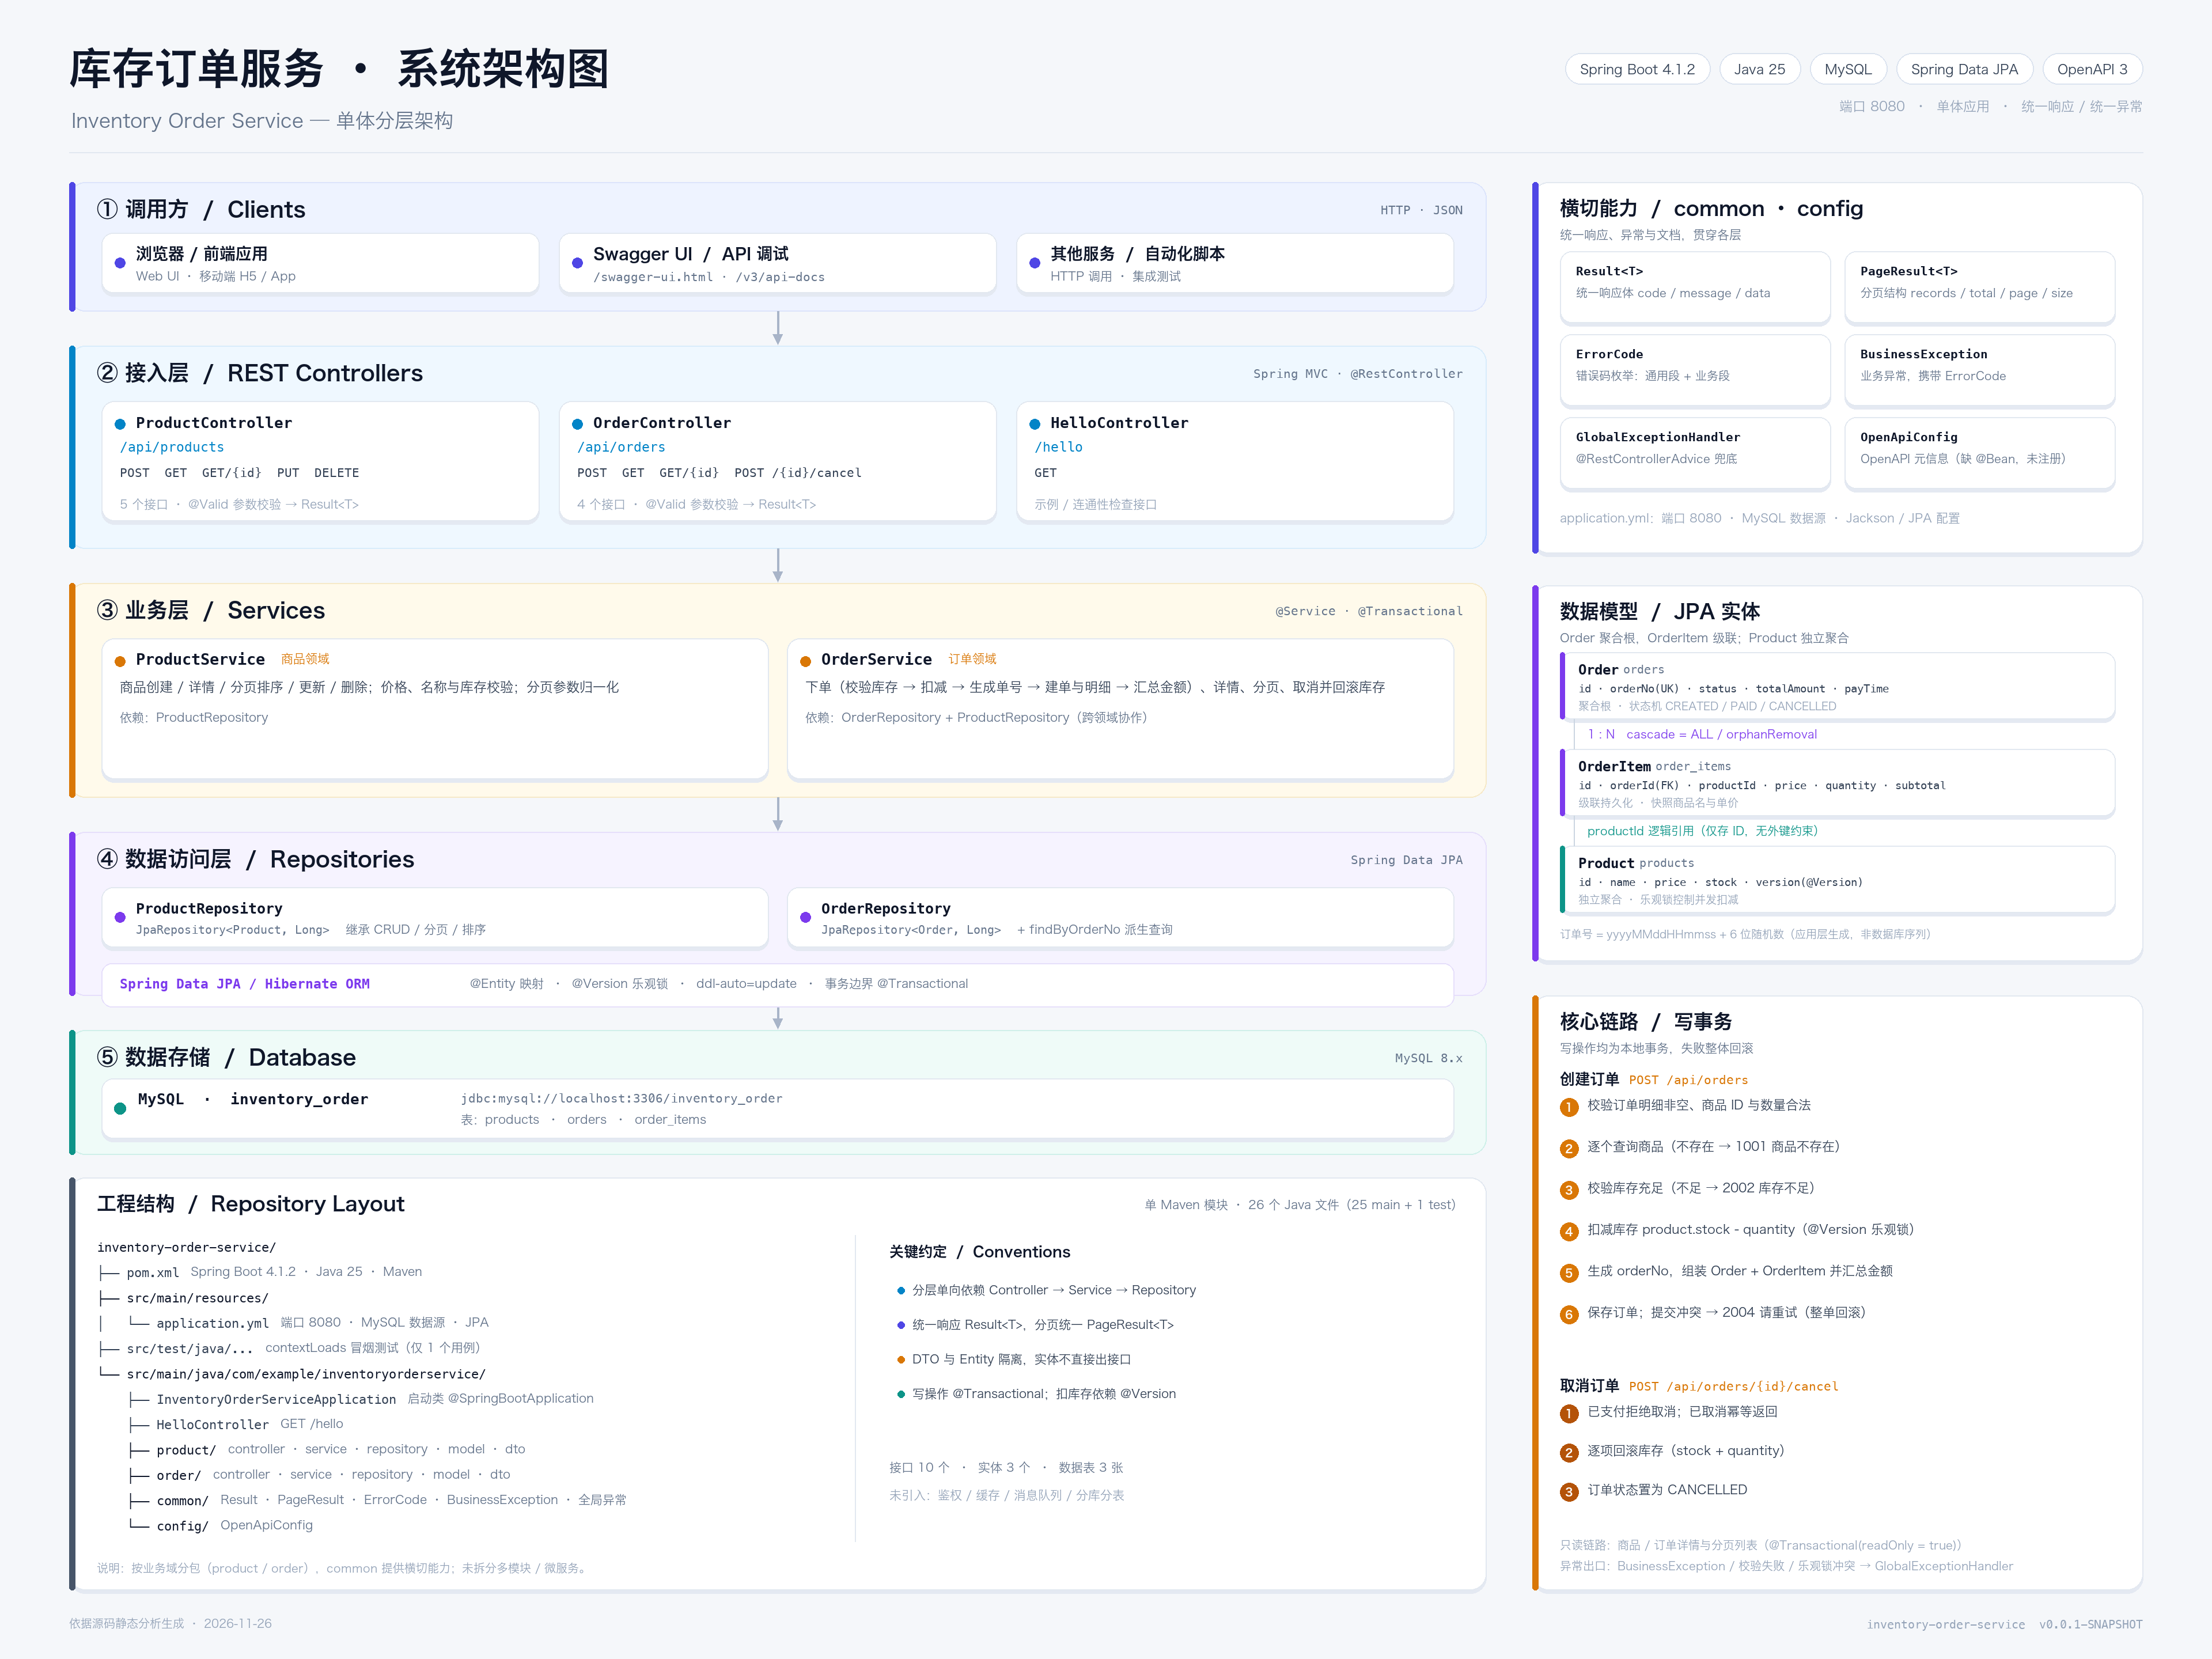 库存订单服务 · 系统架构图
Inventory Order Service — 单体分层架构
Spring Boot 4.1.2
Java 25
MySQL
Spring Data JPA
OpenAPI 3
端口 8080 · 单体应用 · 统一响应 / 统一异常
① 调用方 / Clients
HTTP · JSON
浏览器 / 前端应用
Web UI · 移动端 H5 / App
Swagger UI / API 调试
/swagger-ui.html · /v3/api-docs
其他服务 / 自动化脚本
HTTP 调用 · 集成测试
② 接入层 / REST Controllers
Spring MVC · @RestController
ProductController
/api/products
POST GET GET/{id} PUT DELETE
5 个接口 · @Valid 参数校验 → Result<T>
OrderController
/api/orders
POST GET GET/{id} POST /{id}/cancel
4 个接口 · @Valid 参数校验 → Result<T>
HelloController
/hello
GET
示例 / 连通性检查接口
③ 业务层 / Services
@Service · @Transactional
ProductService 商品领域
商品创建 / 详情 / 分页排序 / 更新 / 删除；价格、名称与库存校验；分页参数归一化
依赖：ProductRepository
OrderService 订单领域
下单（校验库存 → 扣减 → 生成单号 → 建单与明细 → 汇总金额）、详情、分页、取消并回滚库存
依赖：OrderRepository + ProductRepository（跨领域协作）
④ 数据访问层 / Repositories
Spring Data JPA
ProductRepository
JpaRepository<Product, Long> 继承 CRUD / 分页 / 排序
OrderRepository
JpaRepository<Order, Long> + findByOrderNo 派生查询
Spring Data JPA / Hibernate ORM @Entity 映射 · @Version 乐观锁 · ddl-auto=update · 事务边界 @Transactional
⑤ 数据存储 / Database
MySQL 8.x
MySQL · inventory_order
jdbc:mysql://localhost:3306/inventory_order
表：products · orders · order_items
工程结构 / Repository Layout
单 Maven 模块 · 26 个 Java 文件（25 main + 1 test）
inventory-order-service/
├── pom.xml Spring Boot 4.1.2 · Java 25 · Maven
├── src/main/resources/
│   └── application.yml 端口 8080 · MySQL 数据源 · JPA
├── src/test/java/... contextLoads 冒烟测试（仅 1 个用例）
└── src/main/java/com/example/inventoryorderservice/
    ├── InventoryOrderServiceApplication 启动类 @SpringBootApplication
    ├── HelloController GET /hello
    ├── product/ controller · service · repository · model · dto
    ├── order/ controller · service · repository · model · dto
    ├── common/ Result · PageResult · ErrorCode · BusinessException · 全局异常
    └── config/ OpenApiConfig
说明：按业务域分包（product / order），common 提供横切能力；未拆分多模块 / 微服务。
关键约定 / Conventions
分层单向依赖 Controller → Service → Repository
统一响应 Result<T>，分页统一 PageResult<T>
DTO 与 Entity 隔离，实体不直接出接口
写操作 @Transactional；扣库存依赖 @Version
接口 10 个 · 实体 3 个 · 数据表 3 张
未引入：鉴权 / 缓存 / 消息队列 / 分库分表
横切能力 / common · config
统一响应、异常与文档，贯穿各层
Result<T>
统一响应体 code / message / data
PageResult<T>
分页结构 records / total / page / size
ErrorCode
错误码枚举：通用段 + 业务段
BusinessException
业务异常，携带 ErrorCode
GlobalExceptionHandler
@RestControllerAdvice 兜底
OpenApiConfig
OpenAPI 元信息（缺 @Bean，未注册）
application.yml：端口 8080 · MySQL 数据源 · Jackson / JPA 配置
数据模型 / JPA 实体
Order 聚合根，OrderItem 级联；Product 独立聚合
Order orders
id · orderNo(UK) · status · totalAmount · payTime
聚合根 · 状态机 CREATED / PAID / CANCELLED
1 : N cascade = ALL / orphanRemoval
OrderItem order_items
id · orderId(FK) · productId · price · quantity · subtotal
级联持久化 · 快照商品名与单价
productId 逻辑引用（仅存 ID，无外键约束）
Product products
id · name · price · stock · version(@Version)
独立聚合 · 乐观锁控制并发扣减
订单号 = yyyyMMddHHmmss + 6 位随机数（应用层生成，非数据库序列）
核心链路 / 写事务
写操作均为本地事务，失败整体回滚
创建订单 POST /api/orders
1 校验订单明细非空、商品 ID 与数量合法
2 逐个查询商品（不存在 → 1001 商品不存在）
3 校验库存充足（不足 → 2002 库存不足）
4 扣减库存 product.stock - quantity（@Version 乐观锁）
5 生成 orderNo，组装 Order + OrderItem 并汇总金额
6 保存订单；提交冲突 → 2004 请重试（整单回滚）
取消订单 POST /api/orders/{id}/cancel
1 已支付拒绝取消；已取消幂等返回
2 逐项回滚库存（stock + quantity）
3 订单状态置为 CANCELLED
只读链路：商品 / 订单详情与分页列表（@Transactional(readOnly = true)）
异常出口：BusinessException / 校验失败 / 乐观锁冲突 → GlobalExceptionHandler
依据源码静态分析生成 · 2026-11-26
inventory-order-service v0.0.1-SNAPSHOT